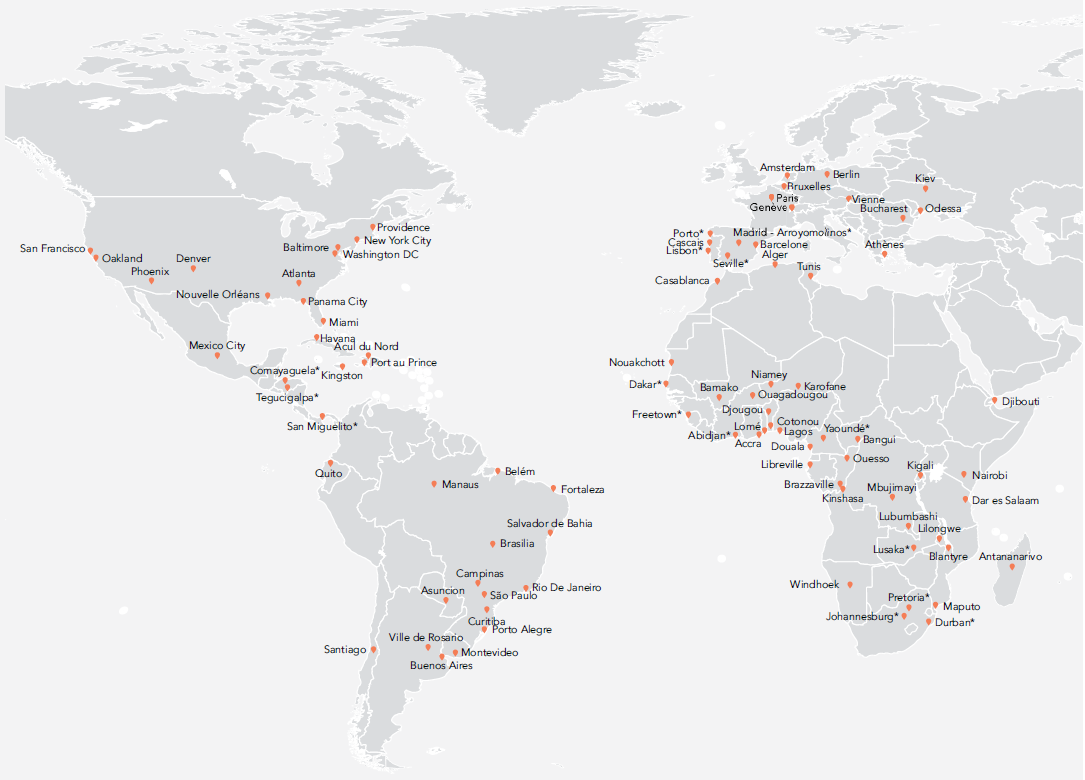 Amsterdam
Berlin
Bruxelles
Kiev
Paris
Vienne
Genève
Bucharest
Odessa
Providence
Porto*
Madrid - Arroyomolinos*
New York City
Cascais
Barcelone
Athènes
San Francisco
Baltimore
Lisbon*
Washington DC
Alger
Oakland
Denver
Seville*
Tunis
Phoenix
Atlanta
Casablanca
Nouvelle Orléans
Panama City
Miami
Havana
Mexico City
Acul du Nord
Port au Prince
Nouakchott
Comayaguela*
Kingston
Niamey
Dakar*
Bamako
Karofane
Tegucigalpa*
Ouagadougou
Djibouti
Djougou
Freetown*
San Miguelito*
Lomé
Cotonou
Yaoundé*
Abidjan*
Lagos
Bangui
Accra
Douala
Ouesso
Libreville
Kigali
Quito
Belém
Nairobi
Manaus
Brazzaville
Mbujimayi
Fortaleza
Kinshasa
Dar es Salaam
Salvador de Bahia
Lubumbashi
Lilongwe
Brasilia
Lusaka*
Blantyre
Antananarivo
Campinas
Windhoek
Asuncion
Rio De Janeiro
São Paulo
Pretoria*
Maputo
Curitiba
Johannesburg*
Durban*
Porto Alegre
Ville de Rosario
Santiago
Montevideo
Buenos Aires